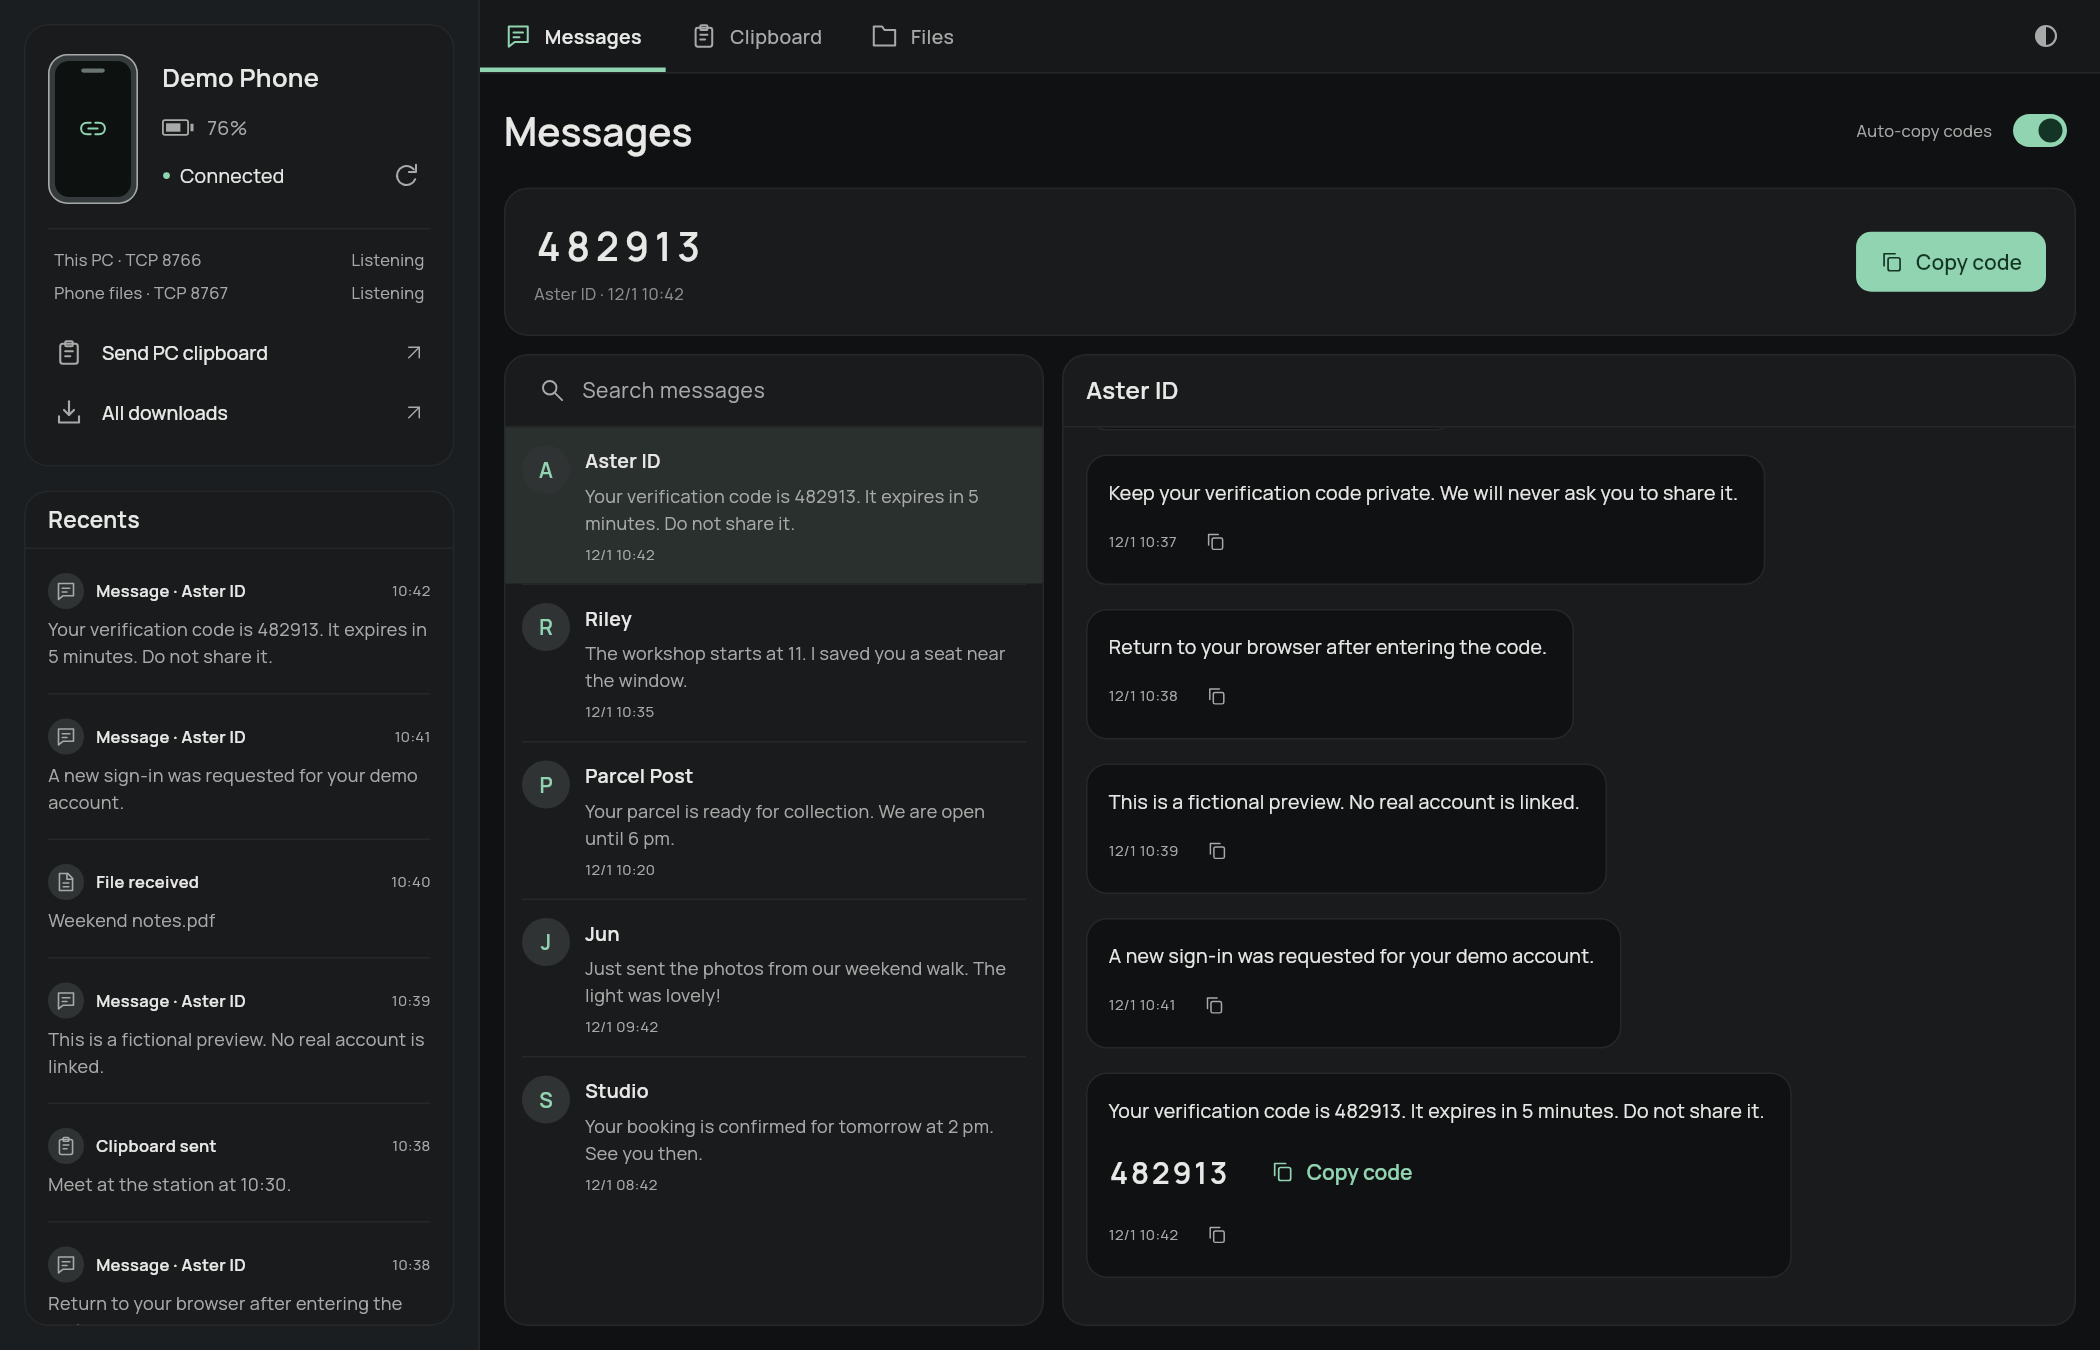 Demo Phone
76%
Connected
This PC · TCP 8766 Listening
Phone files · TCP 8767 Listening
Send PC clipboard
All downloads
Recents
Message · Aster ID 10:42
Your verification code is 482913. It expires in
5 minutes. Do not share it.
Message · Aster ID 10:41
A new sign-in was requested for your demo
account.
File received 10:40
Weekend notes.pdf
Message · Aster ID 10:39
This is a fictional preview. No real account is
linked.
Clipboard sent 10:38
Meet at the station at 10:30.
Message · Aster ID 10:38
Return to your browser after entering the
Messages Clipboard Files
Messages
Auto-copy codes
482913
Aster ID · 12/1 10:42
Copy code
Search messages
A
Aster ID
Your verification code is 482913. It expires in 5
minutes. Do not share it.
12/1 10:42
R
Riley
The workshop starts at 11. I saved you a seat near
the window.
12/1 10:35
P
Parcel Post
Your parcel is ready for collection. We are open
until 6 pm.
12/1 10:20
J
Jun
Just sent the photos from our weekend walk. The
light was lovely!
12/1 09:42
S
Studio
Your booking is confirmed for tomorrow at 2 pm.
See you then.
12/1 08:42
Aster ID
Keep your verification code private. We will never ask you to share it.
12/1 10:37
Return to your browser after entering the code.
12/1 10:38
This is a fictional preview. No real account is linked.
12/1 10:39
A new sign-in was requested for your demo account.
12/1 10:41
Your verification code is 482913. It expires in 5 minutes. Do not share it.
482913 Copy code
12/1 10:42